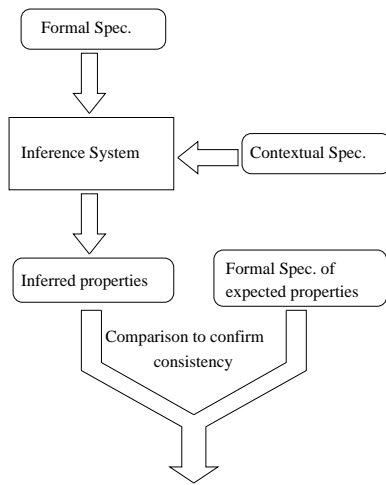 Formal Spec.
Inference System
Contextual Spec.
Inferred properties
Formal Spec. of
expected properties
Comparison to confirm
consistency